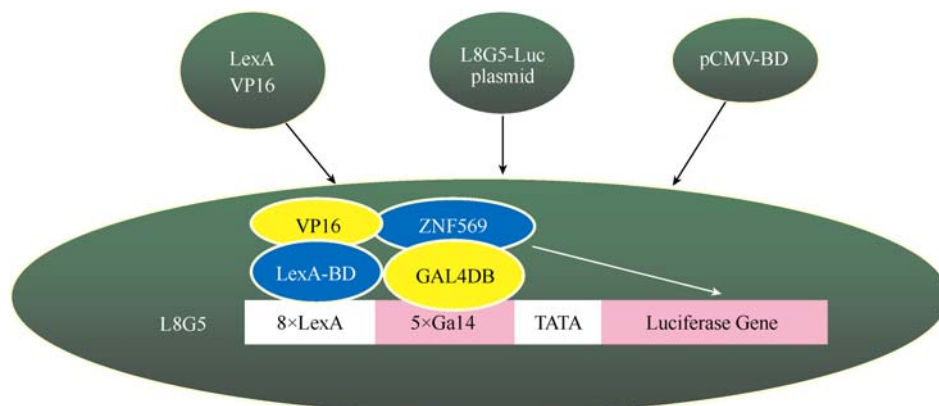 LexA
VP16
L8G5-Luc
plasmid
pCMV-BD
VP16
ZNF569
LexA-BD
GAL4DB
L8G5
8×LexA
5×Ga14
TATA
Luciferase Gene